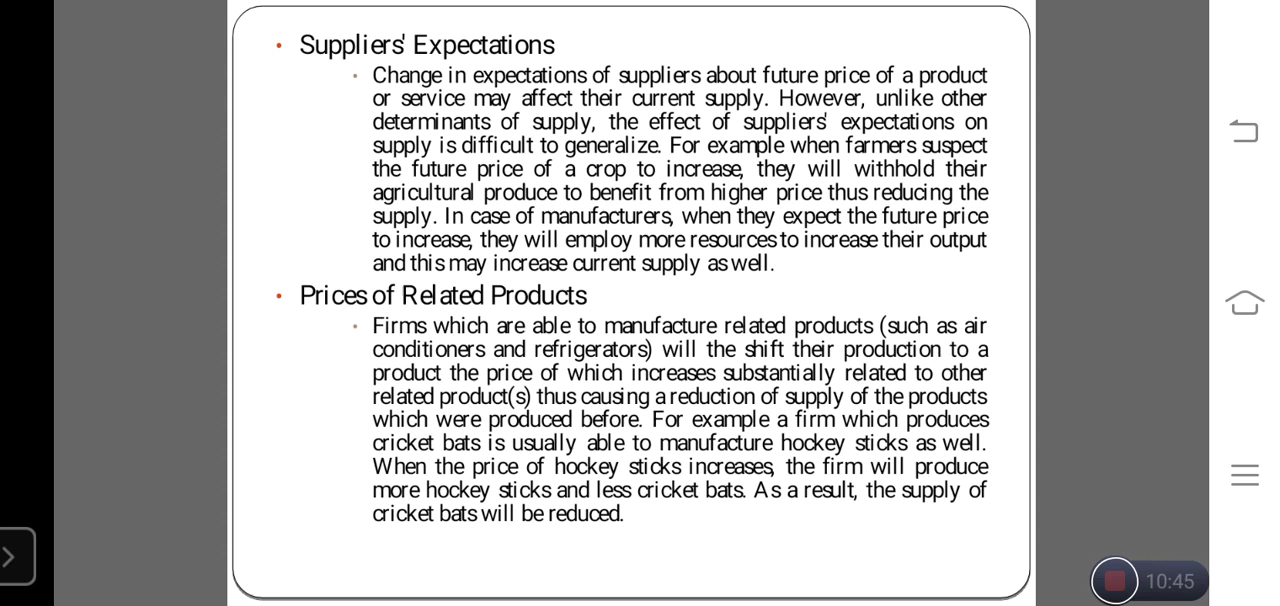 • Suppliers' Expectations
• Change in expectations of suppliers about future price of a product
or service may affect their current supply. However, unlike other
determinants of supply, the effect of suppliers' expectations on
supply is difficult to generalize. For example when farmers suspect
the future price of a crop to increase, they will withhold their
agricultural produce to benefit from higher price thus reducing the
supply. In case of manufacturers, when they expect the future price
to increase, they will employ more resources to increase their output
and this may increase current supply as well.
• Prices of Related Products
• Firms which are able to manufacture related products (such as air
conditioners and refrigerators) will the shift their production to a
product the price of which increases substantially related to other
related product(s) thus causing a reduction of supply of the products
which were produced before. For example a firm which produces
cricket bats is usually able to manufacture hockey sticks as well.
When the price of hockey sticks increases, the firm will produce
more hockey sticks and less cricket bats. As a result, the supply of
cricket bats will be reduced.
10:45